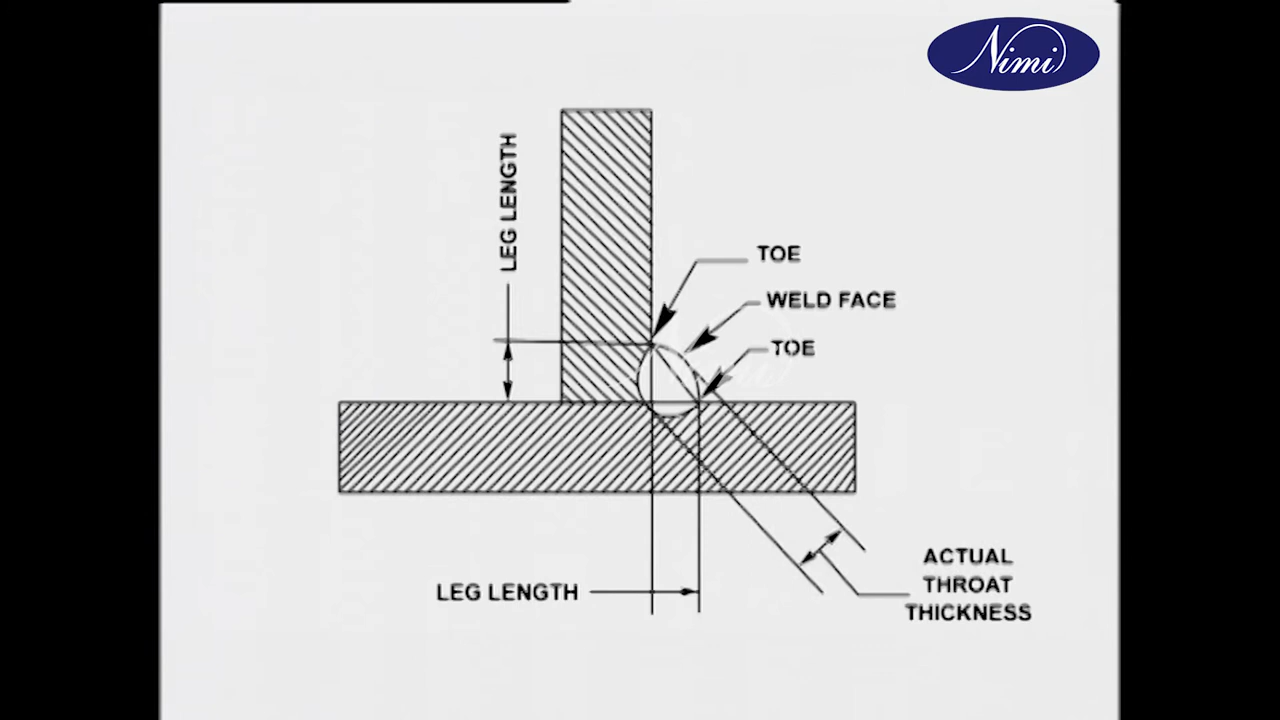 Nimi
LEG LENGTH
TOE
WELD FACE
TOE
LEG LENGTH
ACTUAL
THROAT
THICKNESS